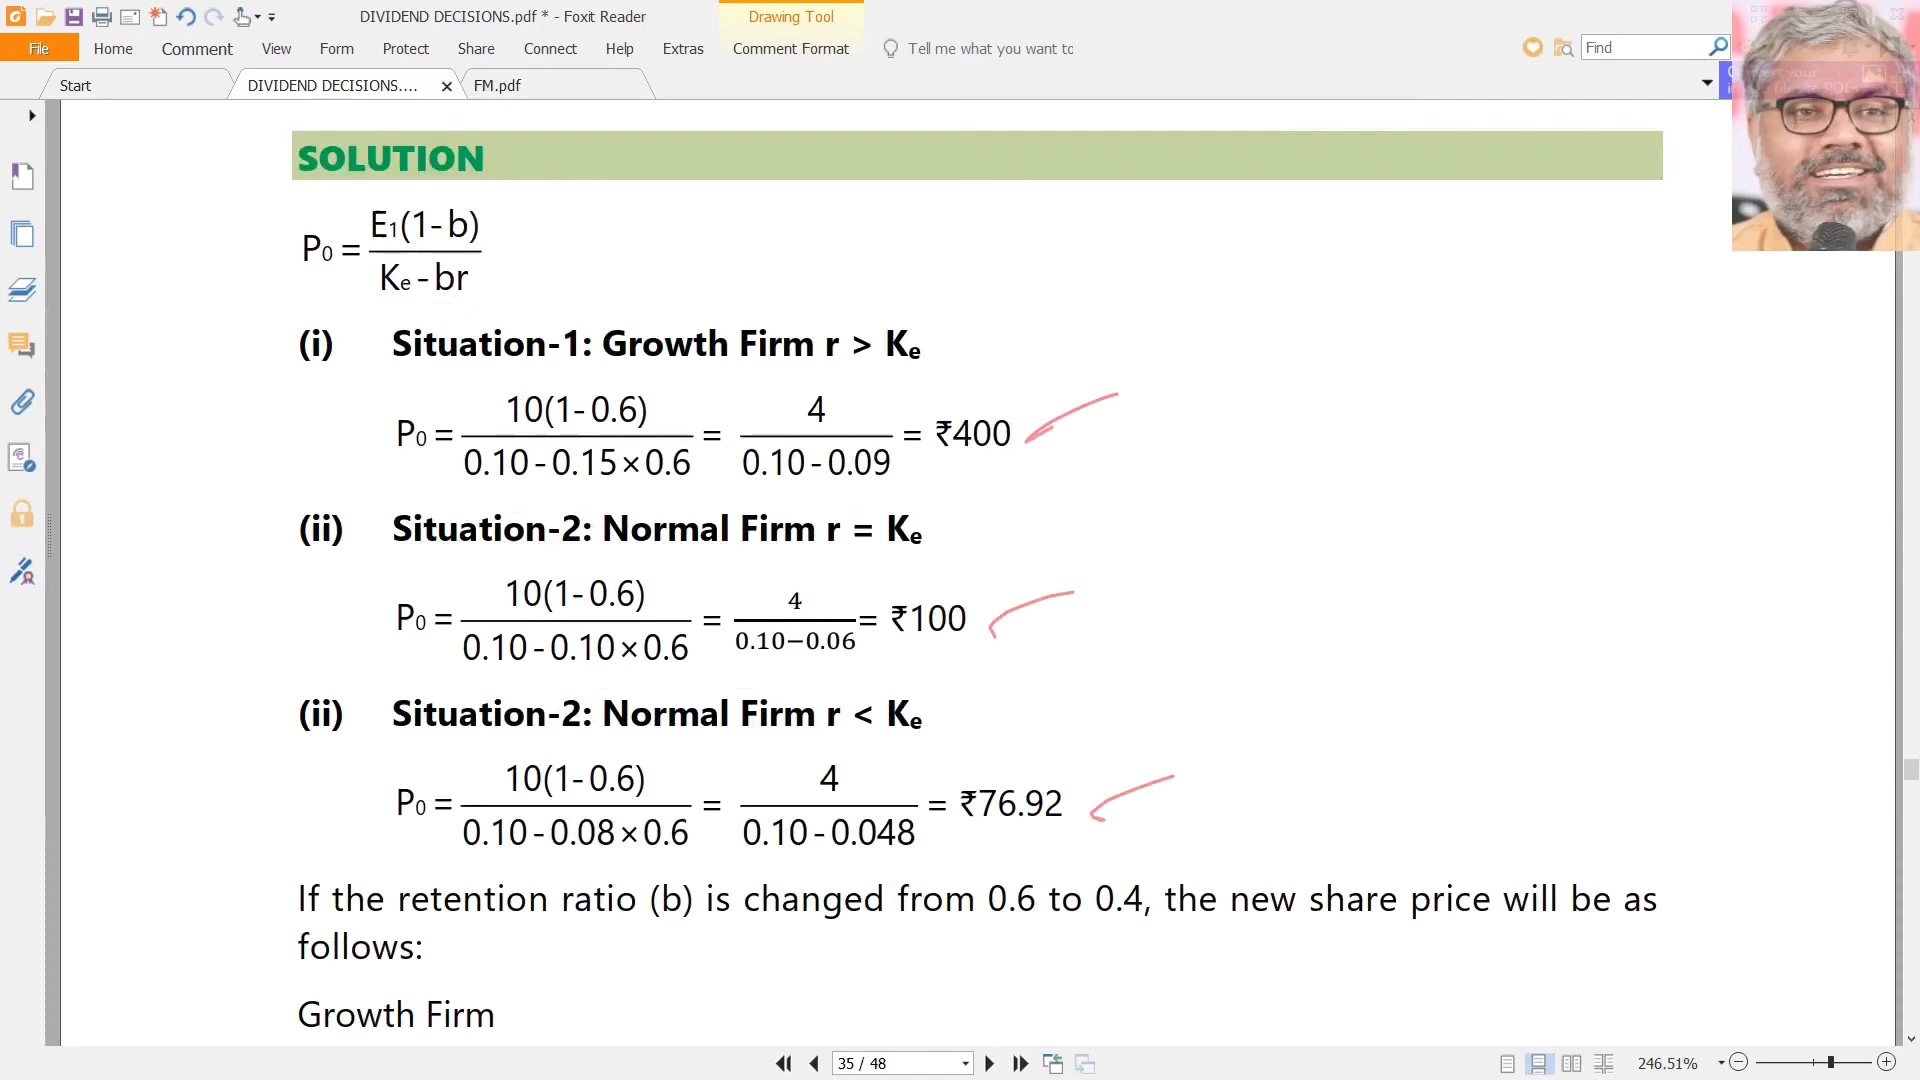 DIVIDEND DECISIONS.pdf * - Foxit Reader
Drawing Tool
File Home Comment View Form Protect Share Connect Help Extras Comment Format Tell me what you want to Find
Start DIVIDEND DECISIONS.... FM.pdf
SOLUTION
P0 = E1(1-b) / Ke-br
(i) Situation-1: Growth Firm r > Ke
P0 = 10(1-0.6) / 0.10-0.15×0.6 = 4 / 0.10-0.09 = ₹400
(ii) Situation-2: Normal Firm r = Ke
P0 = 10(1-0.6) / 0.10-0.10×0.6 = 4 / 0.10−0.06 = ₹100
(ii) Situation-2: Normal Firm r < Ke
P0 = 10(1-0.6) / 0.10-0.08×0.6 = 4 / 0.10-0.048 = ₹76.92
If the retention ratio (b) is changed from 0.6 to 0.4, the new share price will be as
follows:
Growth Firm
35 / 48
246.51%